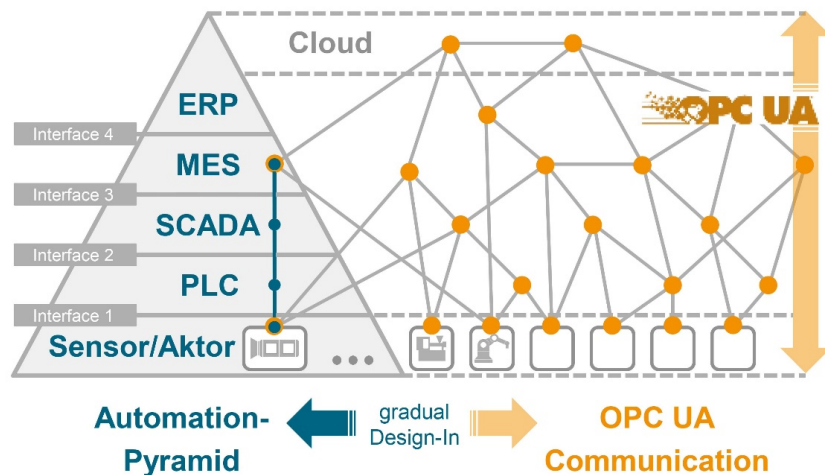 Cloud
ERP
OPC UA
Interface 4
MES
Interface 3
SCADA
Interface 2
PLC
Interface 1
Sensor/Aktor
Automation-
Pyramid
gradual
Design-In
OPC UA
Communication